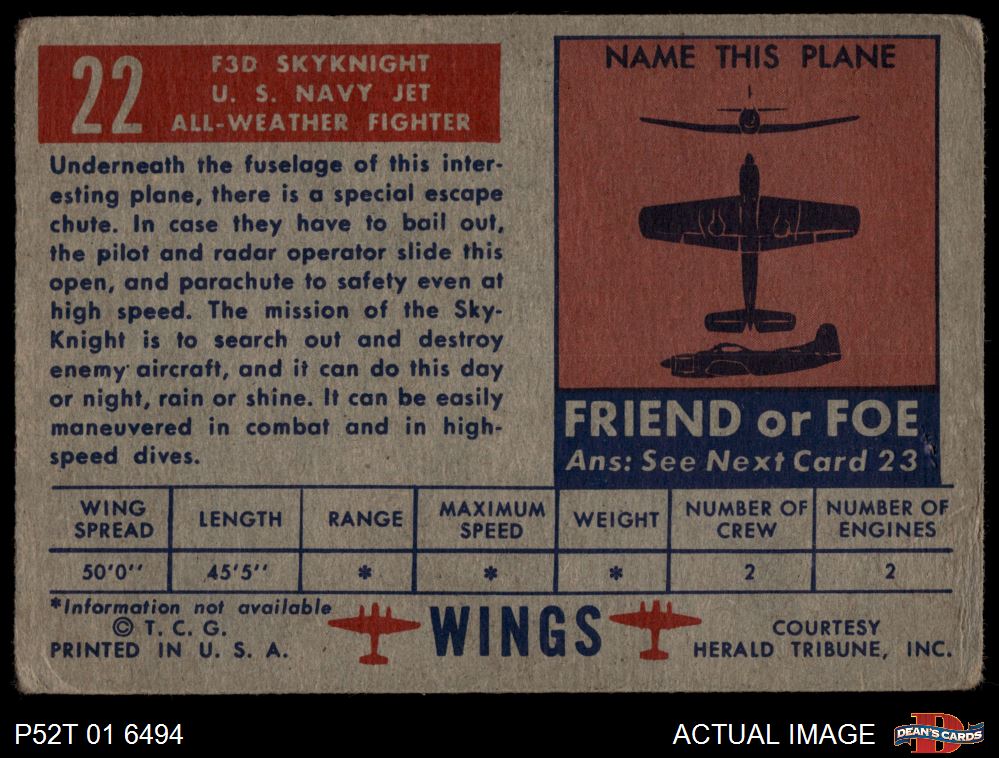 22
F3D SKYKNIGHT
U. S. NAVY JET
ALL-WEATHER FIGHTER
Underneath the fuselage of this inter-
esting plane, there is a special escape
chute. In case they have to bail out,
the pilot and radar operator slide this
open, and parachute to safety even at
high speed. The mission of the Sky-
Knight is to search out and destroy
enemy aircraft, and it can do this day
or night, rain or shine. It can be easily
maneuvered in combat and in high-
speed dives.
NAME THIS PLANE
FRIEND or FOE
Ans: See Next Card 23
WING SPREAD LENGTH RANGE MAXIMUM SPEED WEIGHT NUMBER OF CREW NUMBER OF ENGINES
50'0'' 45'5'' * * * 2 2
*Information not available
© T. C. G.
PRINTED IN U. S. A.
WINGS
COURTESY
HERALD TRIBUNE, INC.
P52T 01 6494
ACTUAL IMAGE
D
DEAN'S CARDS